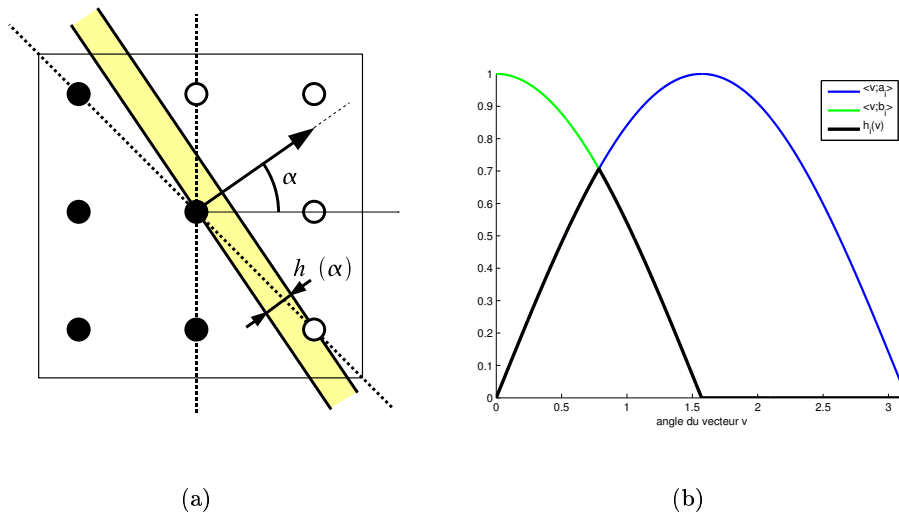 α
h (α)
1
0.9
0.8
0.7
0.6
0.5
0.4
0.3
0.2
0.1
0
0 0.5 1 1.5 2 2.5 3
angle du vecteur v
<v;a_i>
<v;b_i>
h_i(v)
(a) (b)